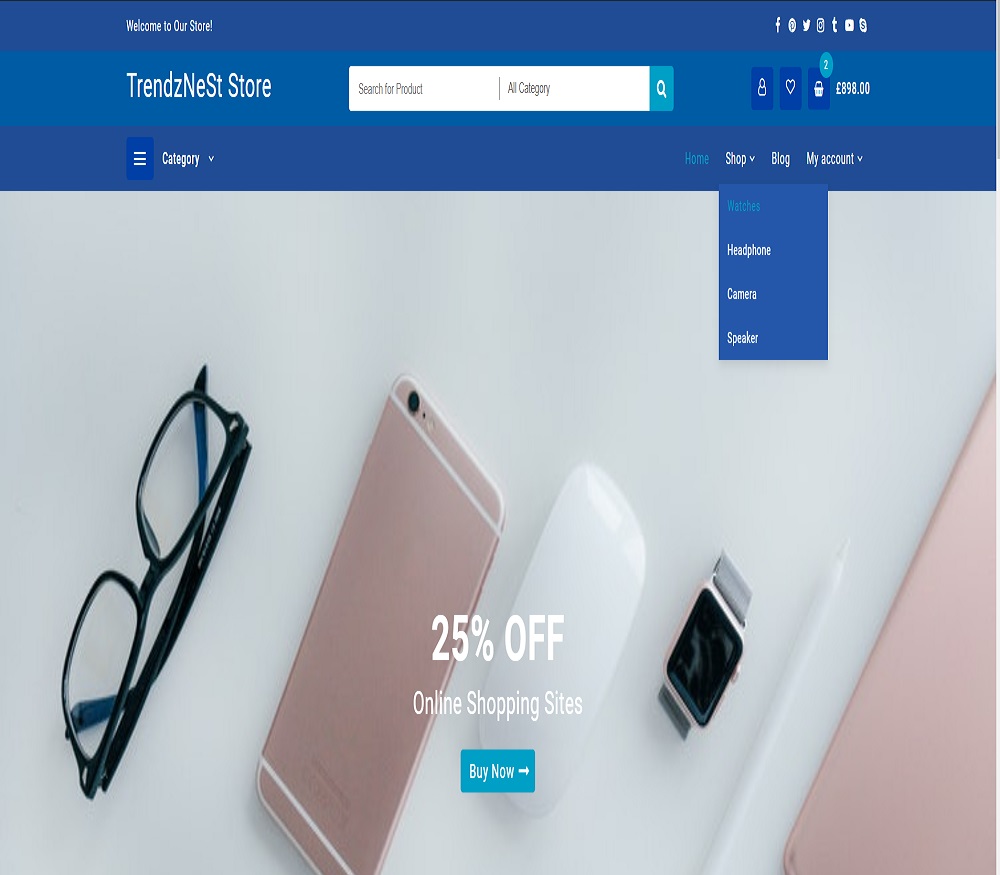 Welcome to Our Store!
TrendzNeSt Store
Search for Product
All Category
2
£898.00
Category
Home
Shop
Blog
My account
Watches
Headphone
Camera
Speaker
25% OFF
Online Shopping Sites
Buy Now